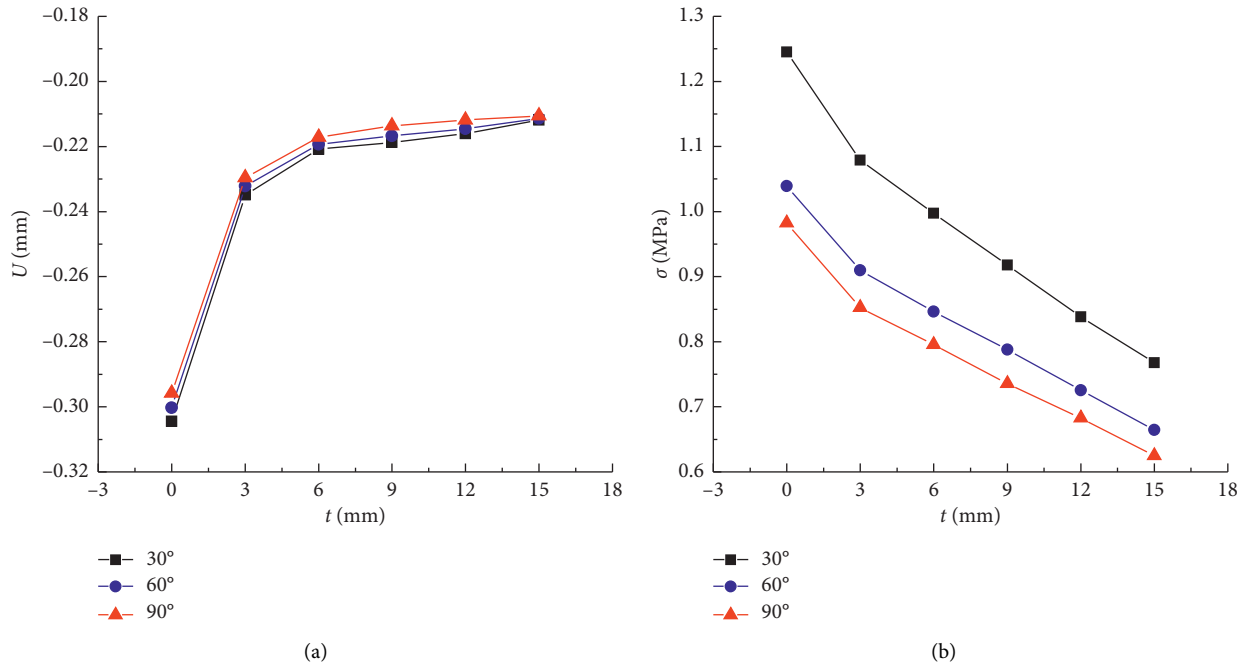 –0.18
–0.20
–0.22
–0.24
–0.26
–0.28
–0.30
–0.32
U (mm)
–3 0 3 6 9 12 15 18
t (mm)
30°
60°
90°
(a)
1.3
1.2
1.1
1.0
0.9
0.8
0.7
0.6
σ (MPa)
–3 0 3 6 9 12 15 18
t (mm)
30°
60°
90°
(b)